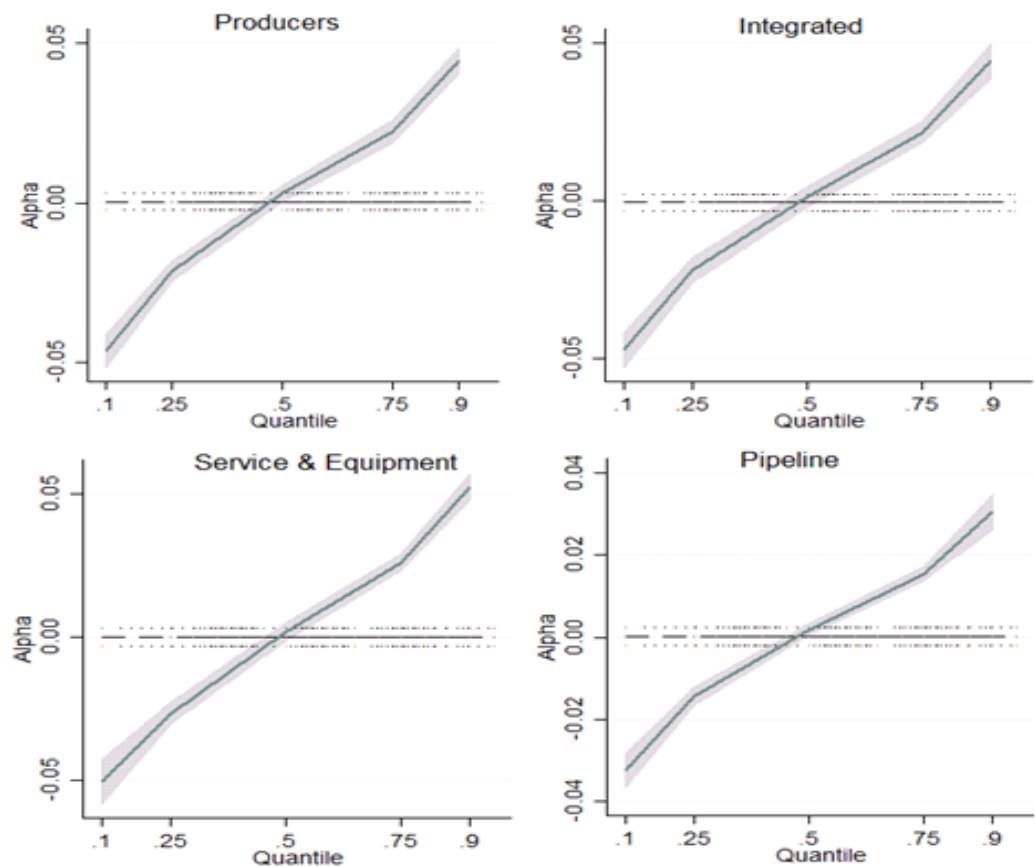 Producers
Alpha
0.05
0.00
-0.05
.1 .25 .5 .75 .9
Quantile
Integrated
Alpha
0.05
0.00
-0.05
.1 .25 .5 .75 .9
Quantile
Service & Equipment
Alpha
0.05
0.00
-0.05
.1 .25 .5 .75 .9
Quantile
Pipeline
Alpha
0.04
0.02
0.00
-0.02
-0.04
.1 .25 .5 .75 .9
Quantile